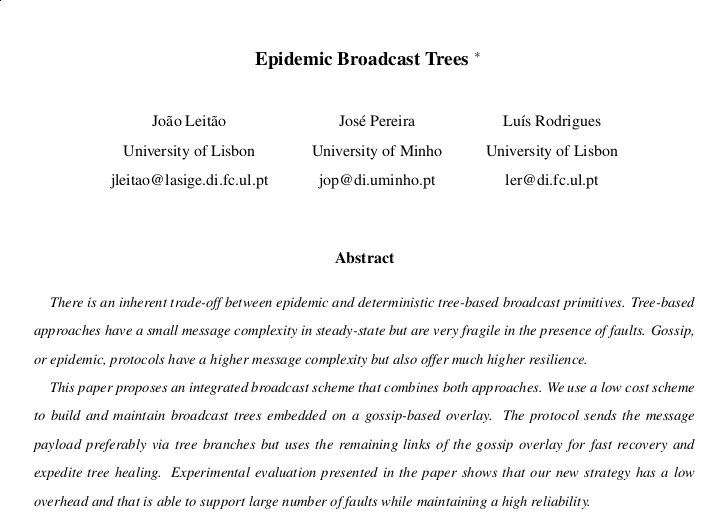 Epidemic Broadcast Trees *
João Leitão José Pereira Luís Rodrigues
University of Lisbon University of Minho University of Lisbon
jleitao@lasige.di.fc.ul.pt jop@di.uminho.pt ler@di.fc.ul.pt
Abstract
There is an inherent trade-off between epidemic and deterministic tree-based broadcast primitives. Tree-based
approaches have a small message complexity in steady-state but are very fragile in the presence of faults. Gossip,
or epidemic, protocols have a higher message complexity but also offer much higher resilience.
This paper proposes an integrated broadcast scheme that combines both approaches. We use a low cost scheme
to build and maintain broadcast trees embedded on a gossip-based overlay. The protocol sends the message
payload preferably via tree branches but uses the remaining links of the gossip overlay for fast recovery and
expedite tree healing. Experimental evaluation presented in the paper shows that our new strategy has a low
overhead and that is able to support large number of faults while maintaining a high reliability.